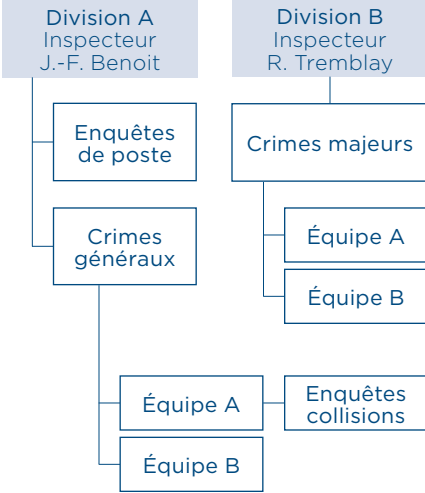 Division A
Inspecteur
J.-F. Benoit
Enquêtes
de poste
Crimes
généraux
Équipe A
Équipe B
Division B
Inspecteur
R. Tremblay
Crimes majeurs
Équipe A
Équipe B
Enquêtes
collisions